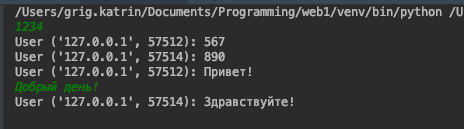 /Users/grig.katrin/Documents/Programming/web1/venv/bin/python /U
1234
User ('127.0.0.1', 57512): 567
User ('127.0.0.1', 57514): 890
User ('127.0.0.1', 57512): Привет!
Добрый день!
User ('127.0.0.1', 57514): Здравствуйте!